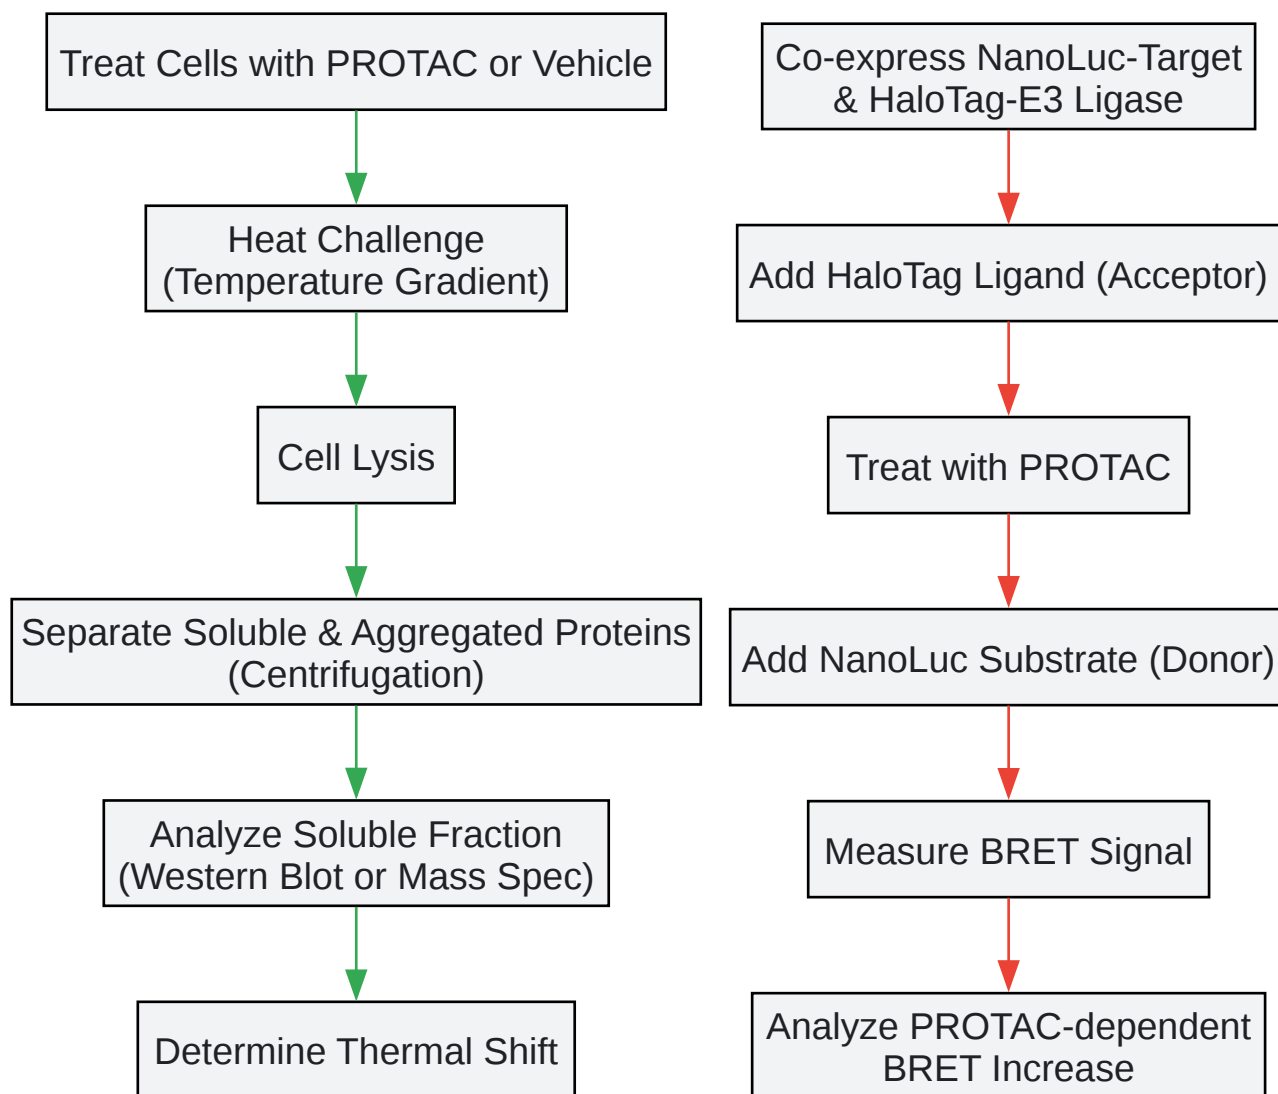 Treat Cells with PROTAC or Vehicle
Heat Challenge
(Temperature Gradient)
Cell Lysis
Separate Soluble & Aggregated Proteins
(Centrifugation)
Analyze Soluble Fraction
(Western Blot or Mass Spec)
Determine Thermal Shift
Co-express NanoLuc-Target
& HaloTag-E3 Ligase
Add HaloTag Ligand (Acceptor)
Treat with PROTAC
Add NanoLuc Substrate (Donor)
Measure BRET Signal
Analyze PROTAC-dependent
BRET Increase